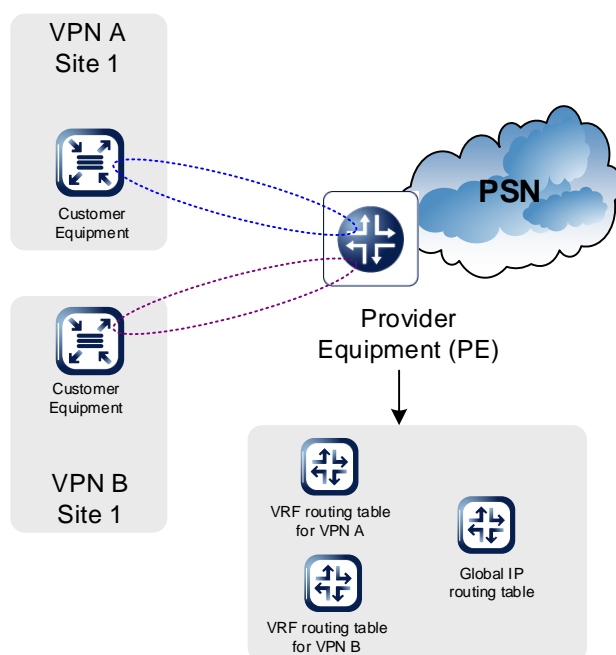 VPN A
Site 1
Customer
Equipment
PSN
Customer
Equipment
Provider
Equipment (PE)
VPN B
Site 1
VRF routing table
for VPN A
Global IP
routing table
VRF routing table
for VPN B